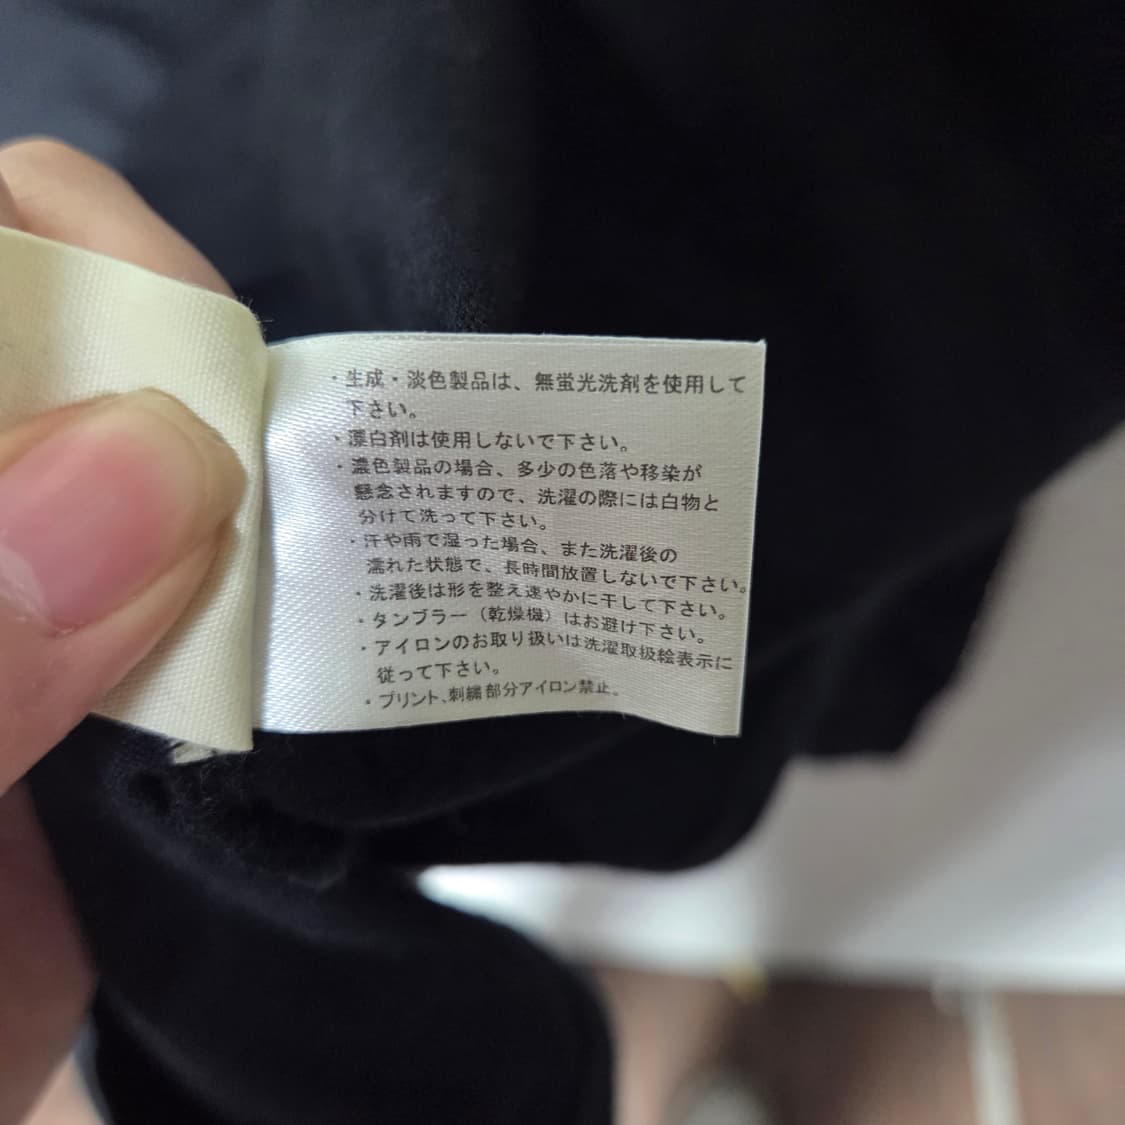 ・生成・淡色製品は、無蛍光洗剤を使用して
下さい。
・漂白剤は使用しないで下さい。
・濃色製品の場合、多少の色落や移染が
懸念されますので、洗濯の際には白物と
分けて洗って下さい。
・汗や雨で湿った場合、また洗濯後の
濡れた状態で、長時間放置しないで下さい。
・洗濯後は形を整え速やかに干して下さい。
・タンブラー（乾燥機）はお避け下さい。
・アイロンのお取り扱いは洗濯取扱絵表示に
従って下さい。
・プリント、刺繍部分アイロン禁止。